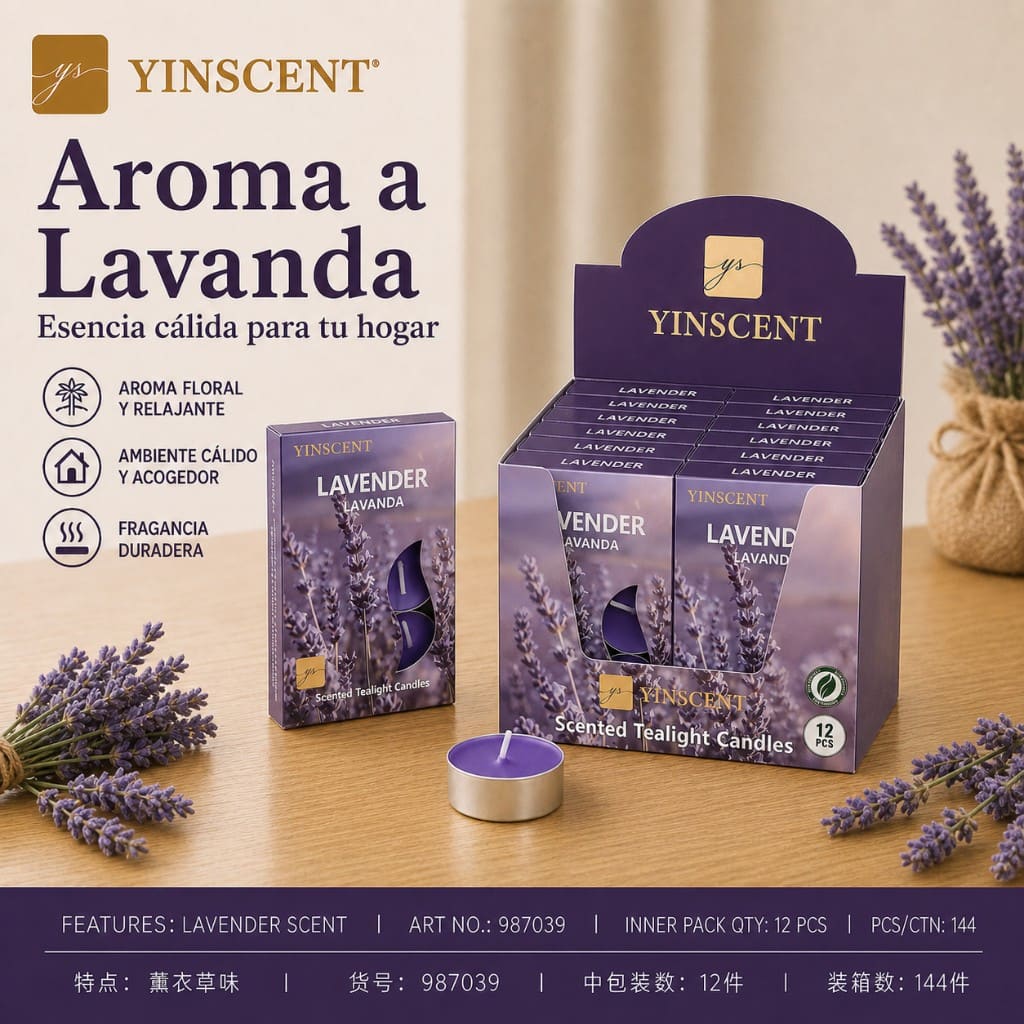 ys YINSCENT®
Aroma a
Lavanda
Esencia cálida para tu hogar
AROMA FLORAL
Y RELAJANTE
AMBIENTE CÁLIDO
Y ACOGEDOR
FRAGANCIA
DURADERA
LAVENDER
YINSCENT
LAVENDER
LAVANDA
ys
Scented Tealight Candles
ys
YINSCENT
LAVENDER
LAVENDER
LAVENDER
LAVENDER
LAVENDER
LAVENDER
LAVENDER
LAVENDER
LAVENDER
LAVENDER
ENT
VENDER
AVANDA
YINSCENT
LAVEND
LAVAND
ys YINSCENT
Scented Tealight Candles
12
PCS
FEATURES: LAVENDER SCENT | ART NO.: 987039 | INNER PACK QTY: 12 PCS | PCS/CTN: 144
特点: 薰衣草味 | 货号: 987039 | 中包装数: 12件 | 装箱数: 144件